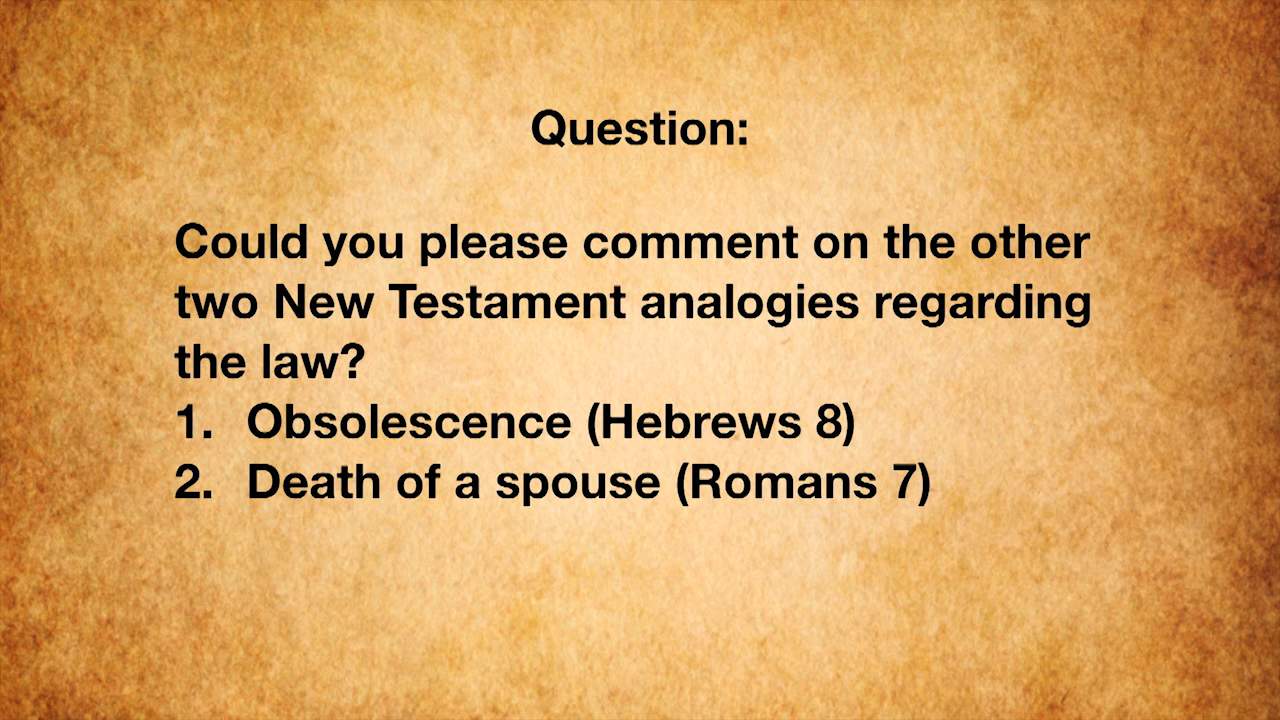 Question:
Could you please comment on the other
two New Testament analogies regarding
the law?
1. Obsolescence (Hebrews 8)
2. Death of a spouse (Romans 7)